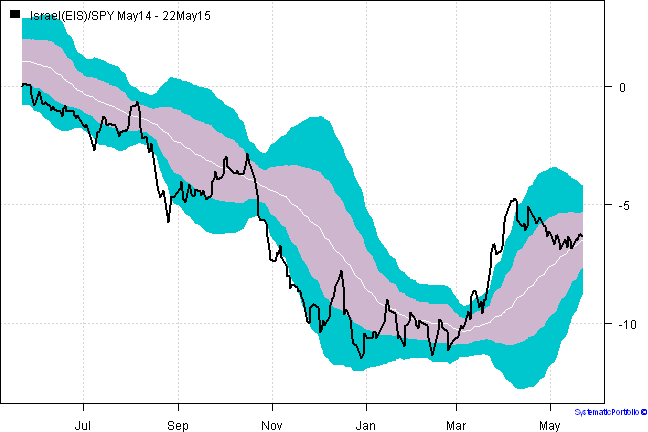 Israel(EIS)/SPY May14 - 22May15
0
-5
-10
Jul Sep Nov Jan Mar May
SystematicPortfolio ©